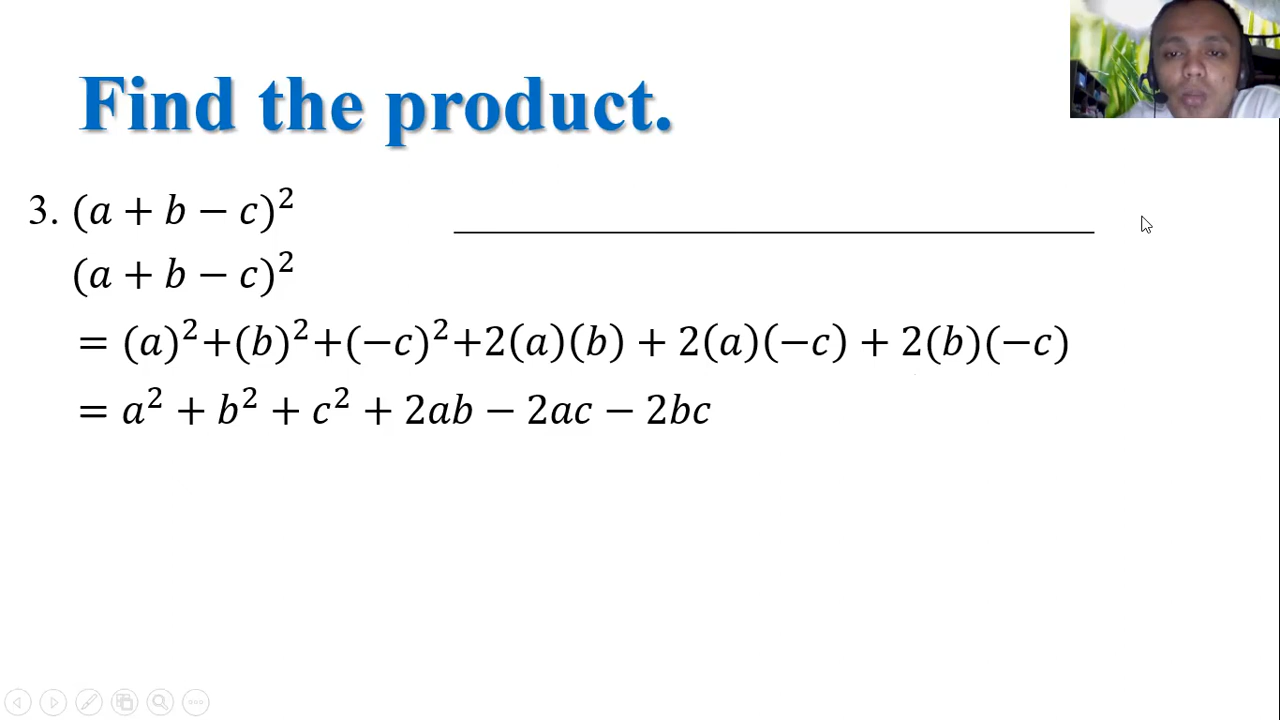 Find the product.
3. (a + b − c)²
(a + b − c)²
= (a)²+(b)²+(−c)²+2(a)(b) + 2(a)(−c) + 2(b)(−c)
= a² + b² + c² + 2ab − 2ac − 2bc